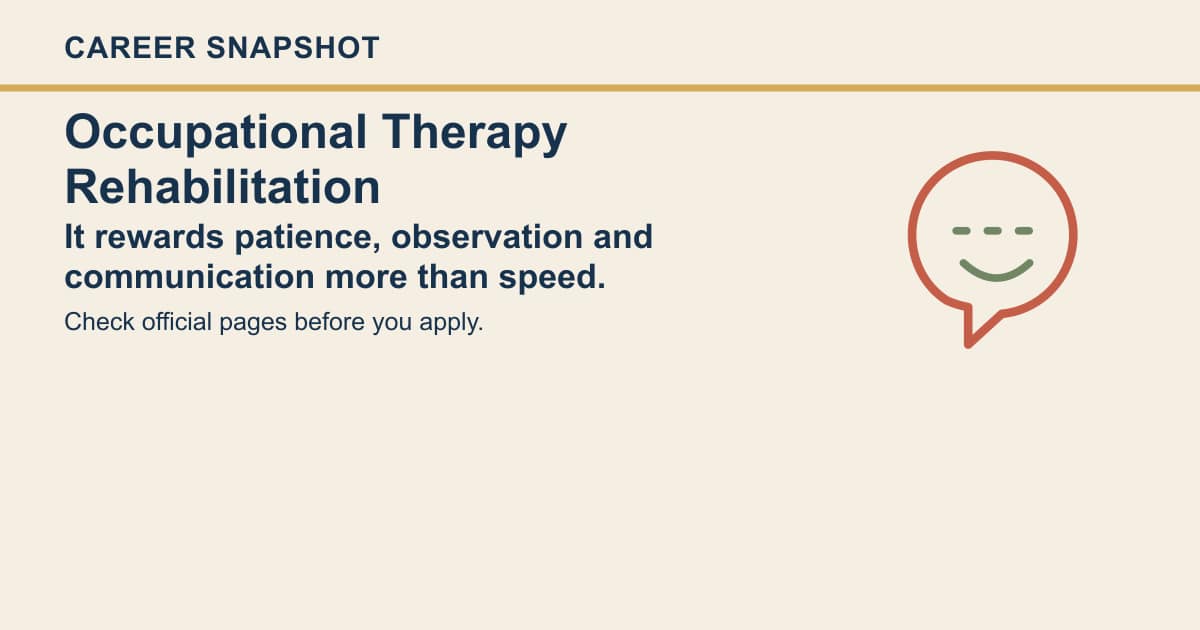 CAREER SNAPSHOT
Occupational Therapy
Rehabilitation
It rewards patience, observation and
communication more than speed.
Check official pages before you apply.